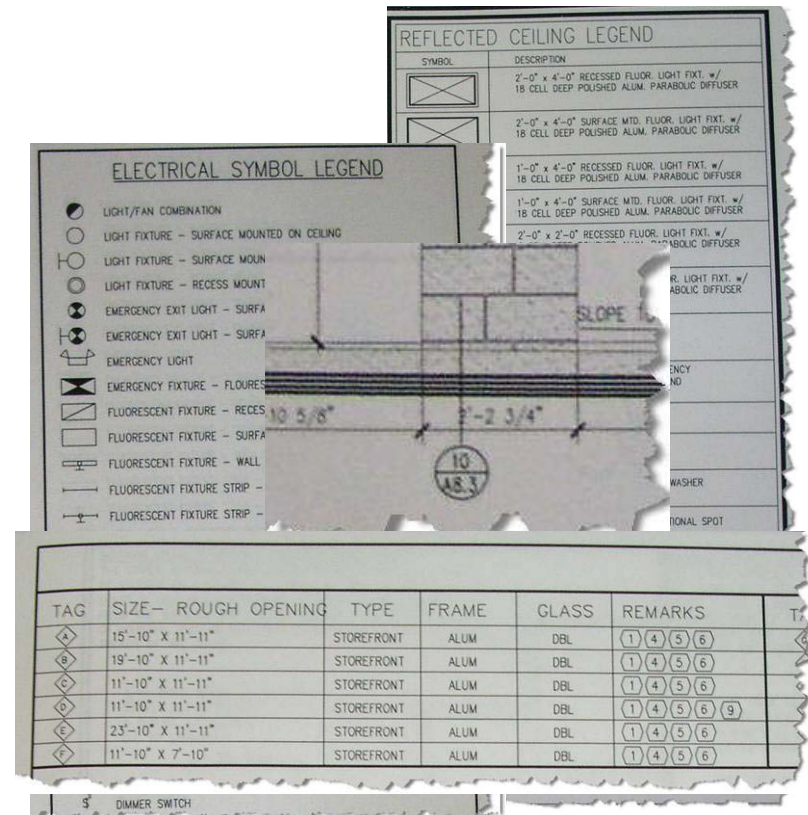 REFLECTED CEILING LEGEND
SYMBOL DESCRIPTION
2'-0" x 4'-0" RECESSED FLUOR. LIGHT FIXT. w/
18 CELL DEEP POLISHED ALUM. PARABOLIC DIFFUSER
2'-0" x 4'-0" SURFACE MTD. FLUOR. LIGHT FIXT. w/
18 CELL DEEP POLISHED ALUM. PARABOLIC DIFFUSER
1'-0" x 4'-0" RECESSED FLUOR. LIGHT FIXT. w/
18 CELL DEEP POLISHED ALUM. PARABOLIC DIFFUSER
1'-0" x 4'-0" SURFACE MTD. FLUOR. LIGHT FIXT. w/
18 CELL DEEP POLISHED ALUM. PARABOLIC DIFFUSER
2'-0" x 2'-0" RECESSED FLUOR. LIGHT FIXT. w/
PARABOLIC DIFFUSER
LIGHT FIXT. w/
DIFFUSER
WASHER
SPOT
ELECTRICAL SYMBOL LEGEND
LIGHT/FAN COMBINATION
LIGHT FIXTURE - SURFACE MOUNTED ON CEILING
LIGHT FIXTURE - SURFACE MOUN
LIGHT FIXTURE - RECESS MOUNT
EMERGENCY EXIT LIGHT - SURFA
EMERGENCY EXIT LIGHT - SURFA
EMERGENCY LIGHT
EMERGENCY FIXTURE - FLOURES
FLUORESCENT FIXTURE - RECES
FLUORESCENT FIXTURE - SURFA
FLUORESCENT FIXTURE - WALL
FLUORESCENT FIXTURE STRIP -
FLUORESCENT FIXTURE STRIP -
SLOPE
10 5/8" 2'-2 3/4"
10
A8.3
TAG SIZE- ROUGH OPENING TYPE FRAME GLASS REMARKS
A 15'-10" X 11'-11" STOREFRONT ALUM DBL 1 4 5 6
B 19'-10" X 11'-11" STOREFRONT ALUM DBL 1 4 5 6
C 11'-10" X 11'-11" STOREFRONT ALUM DBL 1 4 5 6
D 11'-10" X 11'-11" STOREFRONT ALUM DBL 1 4 5 6 9
E 23'-10" X 11'-11" STOREFRONT ALUM DBL 1 4 5 6
F 11'-10" X 7'-10" STOREFRONT ALUM DBL 1 4 5 6
S DIMMER SWITCH